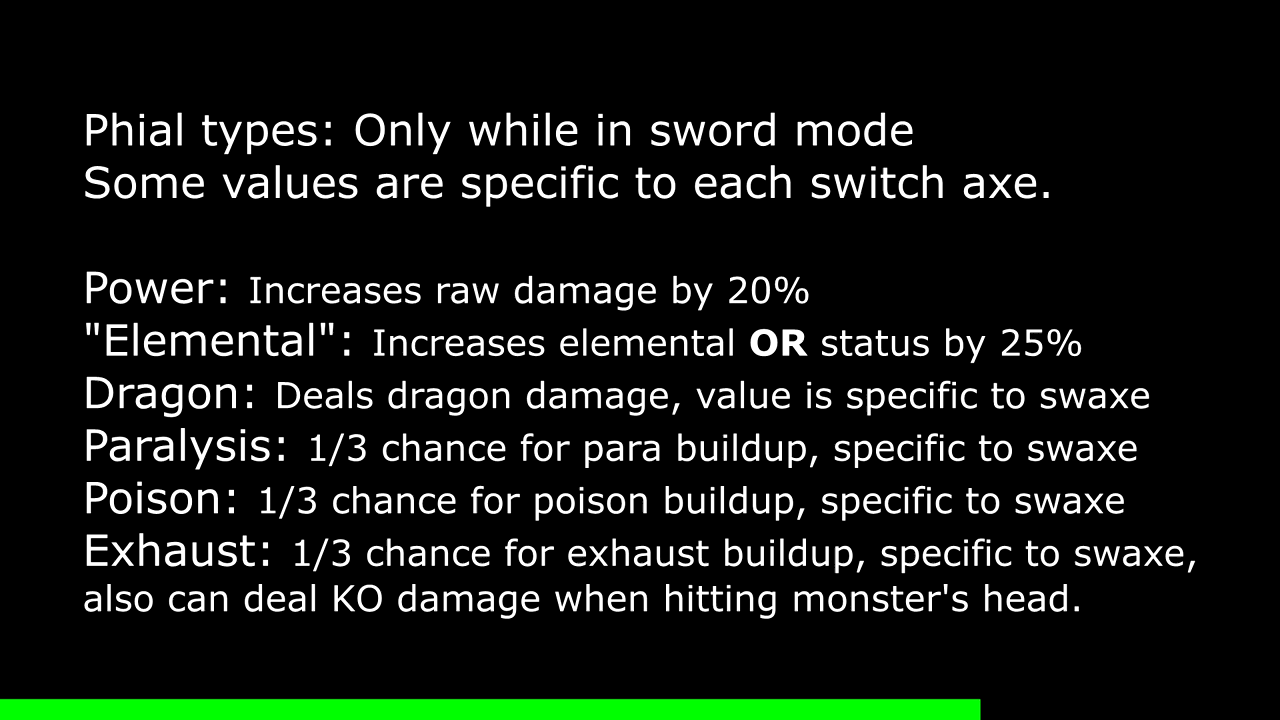 Phial types: Only while in sword mode
Some values are specific to each switch axe.
Power: Increases raw damage by 20%
"Elemental": Increases elemental OR status by 25%
Dragon: Deals dragon damage, value is specific to swaxe
Paralysis: 1/3 chance for para buildup, specific to swaxe
Poison: 1/3 chance for poison buildup, specific to swaxe
Exhaust: 1/3 chance for exhaust buildup, specific to swaxe,
also can deal KO damage when hitting monster's head.